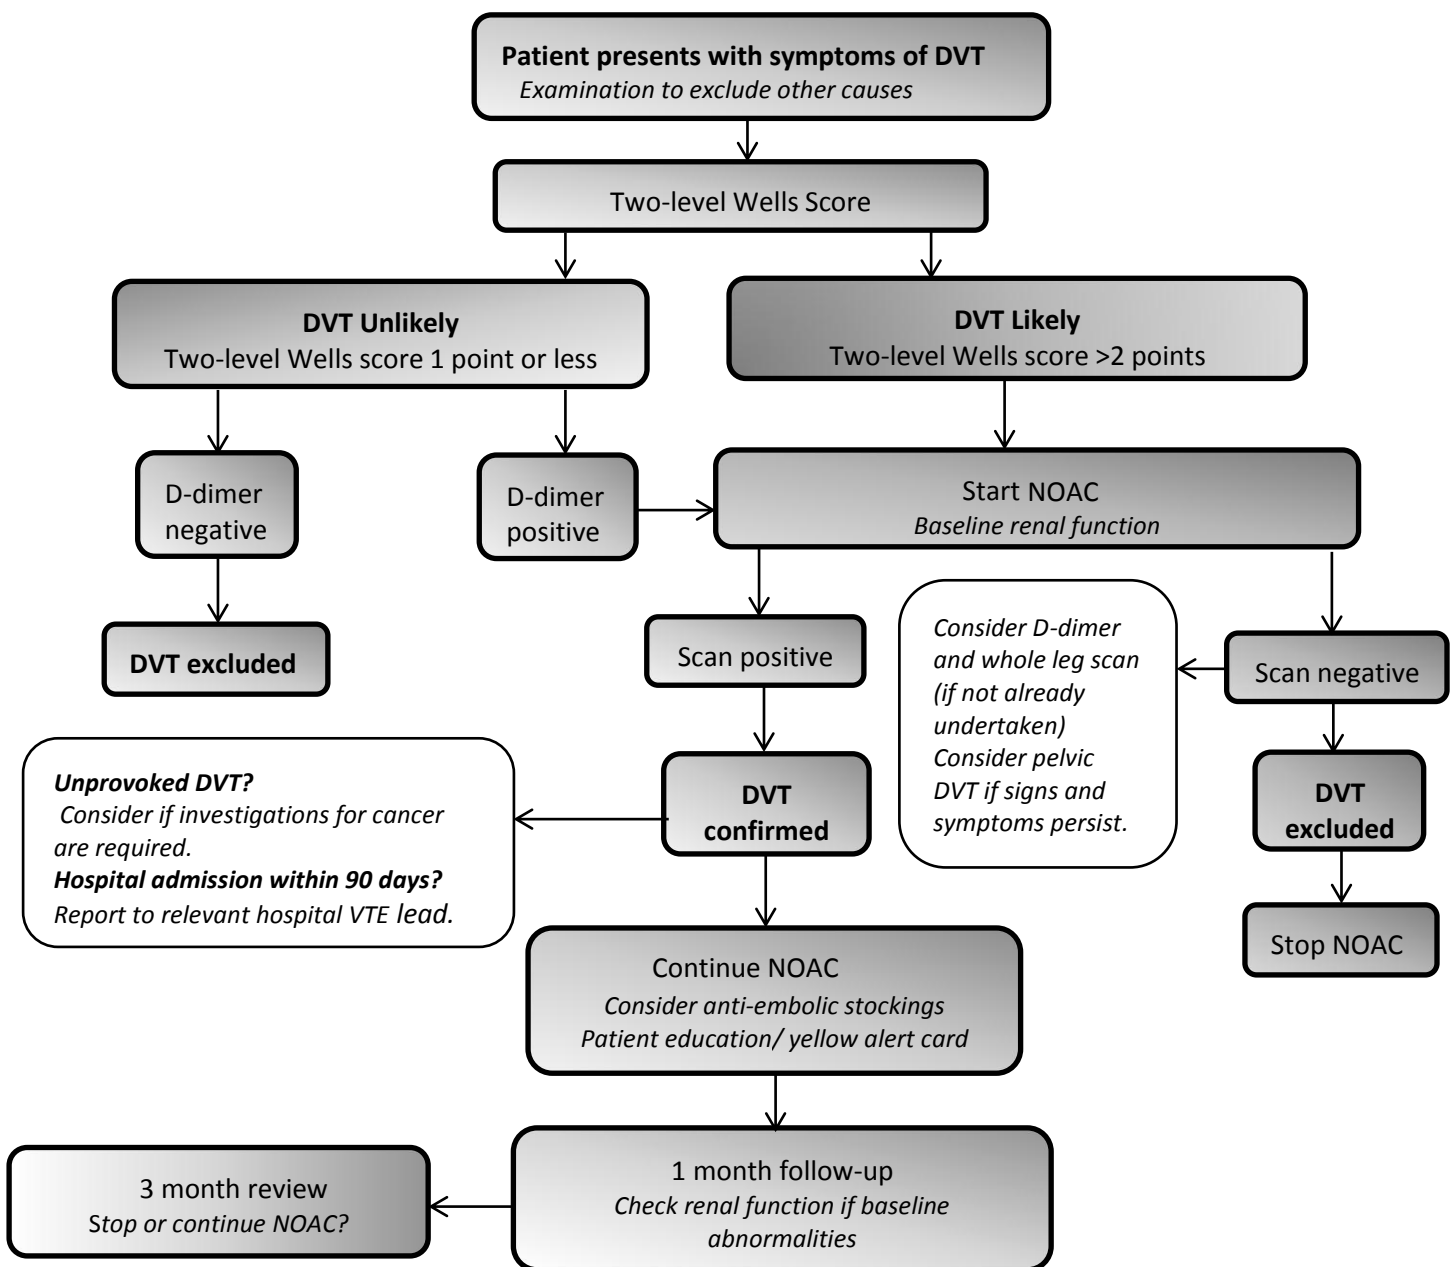 Patient presents with symptoms of DVT
Examination to exclude other causes
Two-level Wells Score
DVT Unlikely
Two-level Wells score 1 point or less
DVT Likely
Two-level Wells score >2 points
D-dimer
negative
D-dimer
positive
Start NOAC
Baseline renal function
DVT excluded
Scan positive
Consider D-dimer
and whole leg scan
(if not already
undertaken)
Consider pelvic
DVT if signs and
symptoms persist.
Scan negative
Unprovoked DVT?
Consider if investigations for cancer
are required.
Hospital admission within 90 days?
Report to relevant hospital VTE lead.
DVT
confirmed
DVT
excluded
Stop NOAC
Continue NOAC
Consider anti-embolic stockings
Patient education/ yellow alert card
1 month follow-up
Check renal function if baseline
abnormalities
3 month review
Stop or continue NOAC?